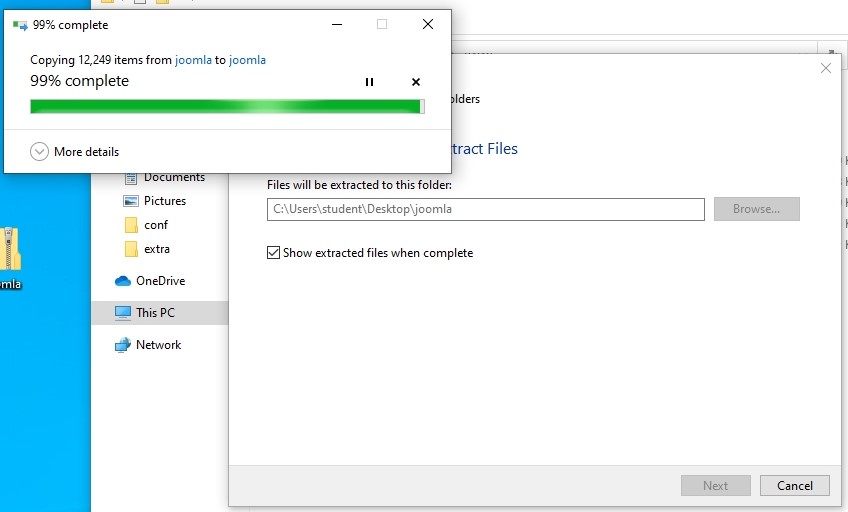 99% complete
Copying 12,249 items from joomla to joomla
99% complete
More details
olders
tract Files
Files will be extracted to this folder:
C:\Users\student\Desktop\joomla
Browse...
Show extracted files when complete
Documents
Pictures
conf
extra
OneDrive
This PC
Network
mla
Next
Cancel